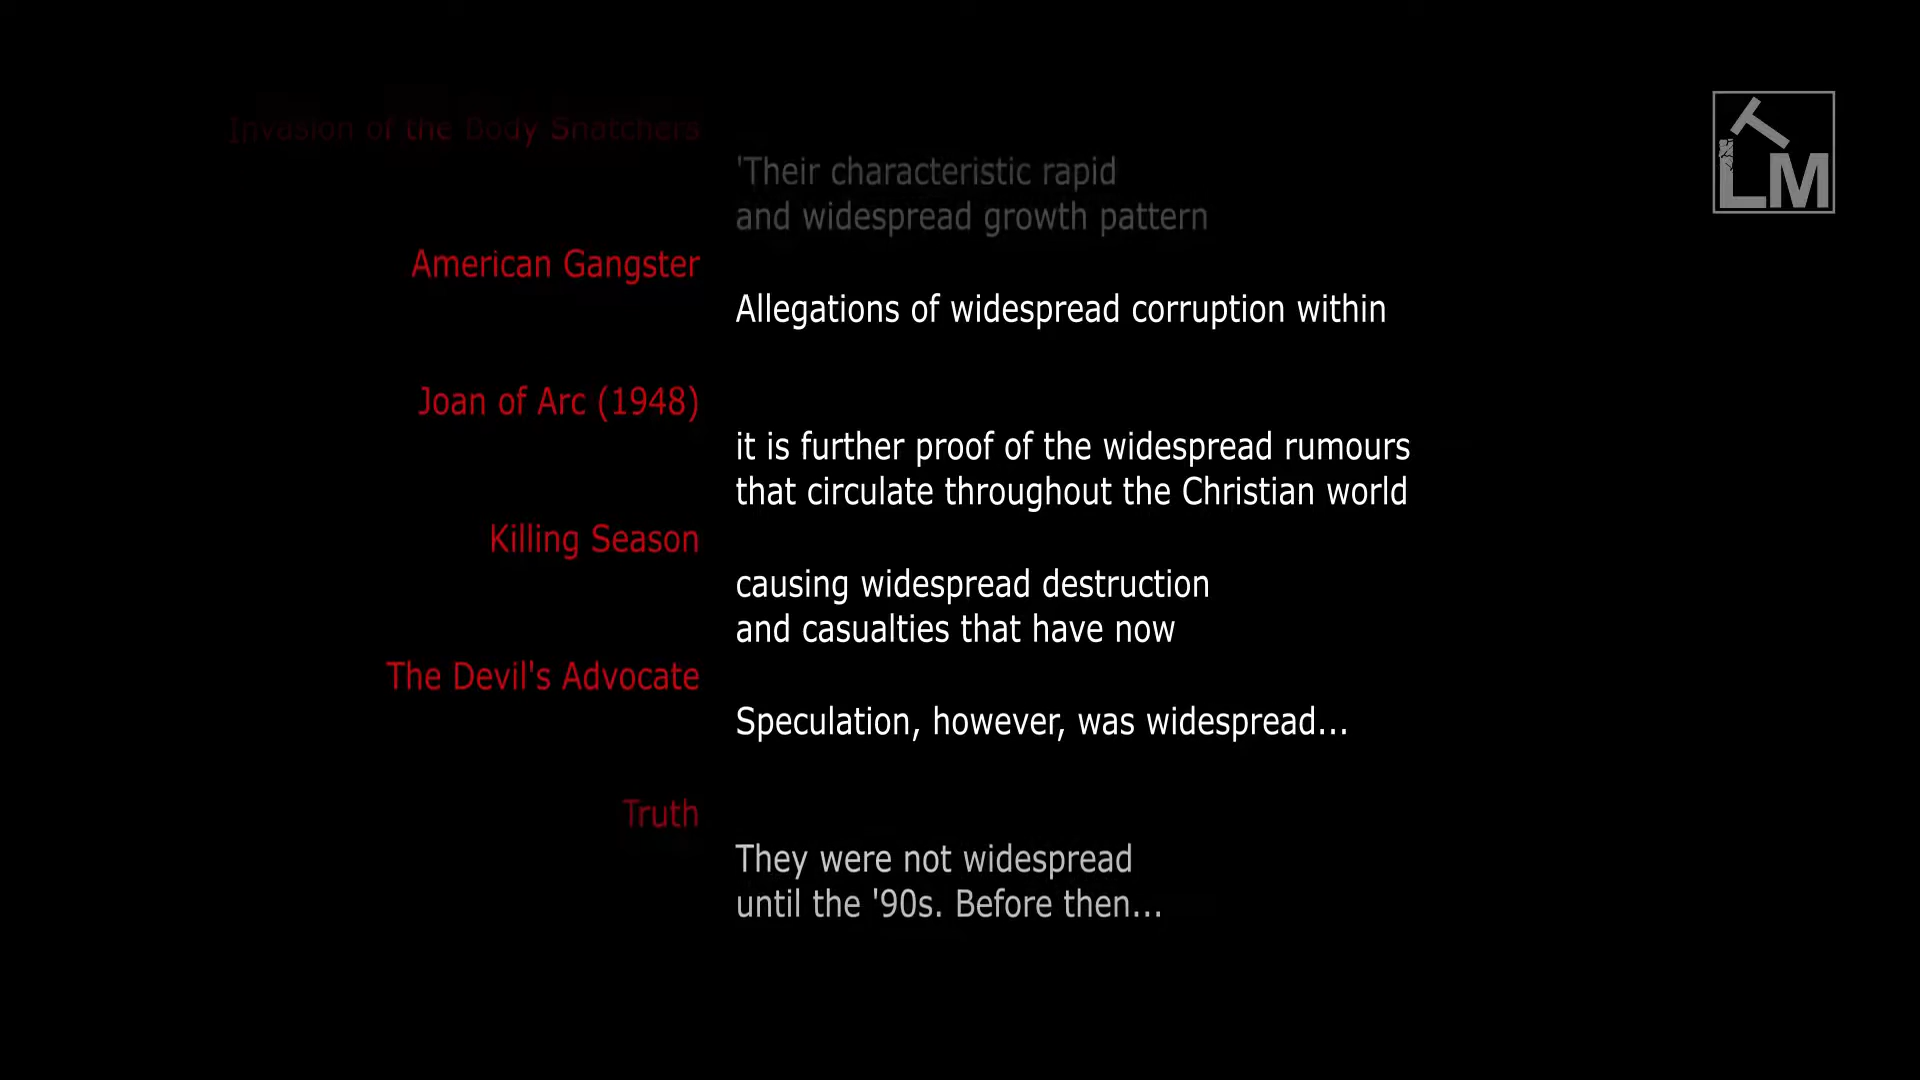 Invasion of the Body Snatchers
'Their characteristic rapid
and widespread growth pattern
American Gangster
Allegations of widespread corruption within
Joan of Arc (1948)
it is further proof of the widespread rumours
that circulate throughout the Christian world
Killing Season
causing widespread destruction
and casualties that have now
The Devil's Advocate
Speculation, however, was widespread...
Truth
They were not widespread
until the '90s. Before then...
LTM